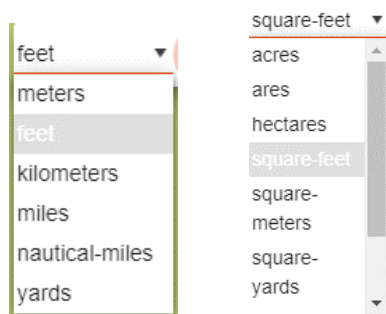 feet
meters
feet
kilometers
miles
nautical-miles
yards
square-feet
acres
ares
hectares
square-feet
square-
meters
square-
yards